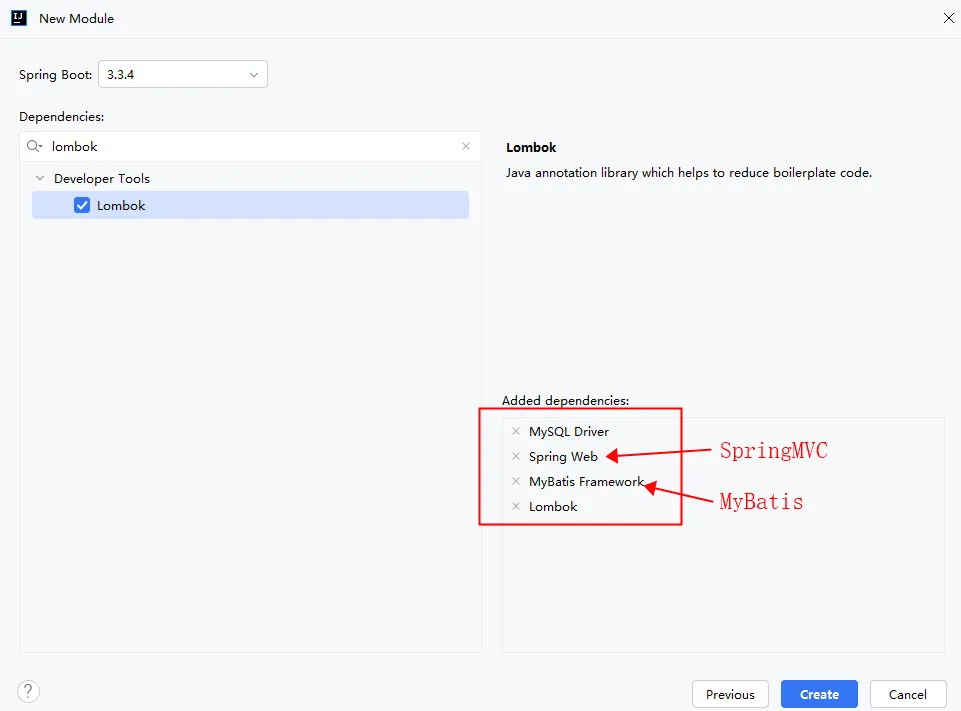 New Module
Spring Boot: 3.3.4
Dependencies:
lombok
Developer Tools
Lombok
Lombok
Java annotation library which helps to reduce boilerplate code.
Added dependencies:
MySQL Driver
Spring Web
SpringMVC
MyBatis Framework
MyBatis
Lombok
?
Previous
Create
Cancel